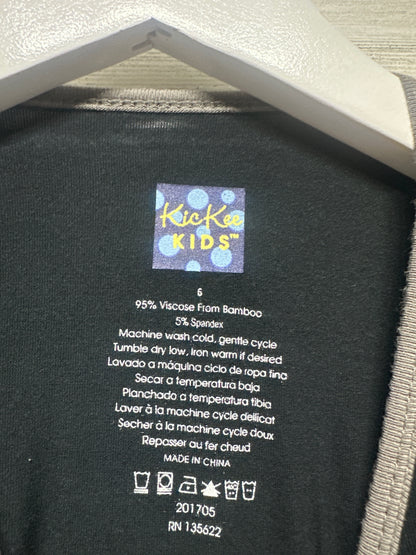 KicKee
KIDS™
6
95% Viscose From Bamboo
5% Spandex
Machine wash cold, gentle cycle
Tumble dry low, Iron warm if desired
Lavado a máquina ciclo de ropa fina
Secar a temperatura baja
Planchado a temperatura tibia
Laver à la machine cycle delicat
Secher à la machine cycle doux
Repasser au fer chaud
MADE IN CHINA
201705
RN 135622